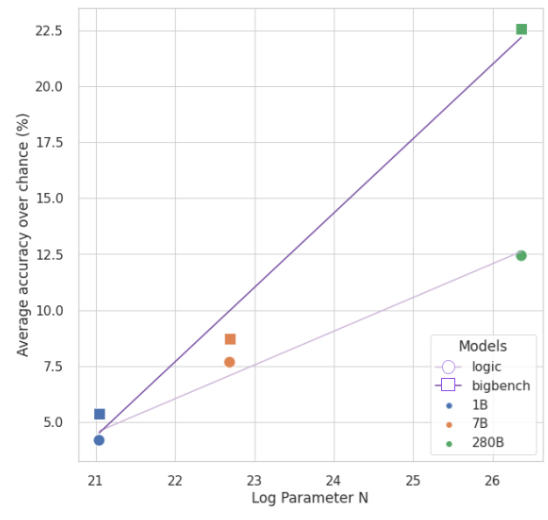 22.5
20.0
17.5
15.0
12.5
10.0
7.5
5.0
Average accuracy over chance (%)
21 22 23 24 25 26
Log Parameter N
Models
logic
bigbench
1B
7B
280B